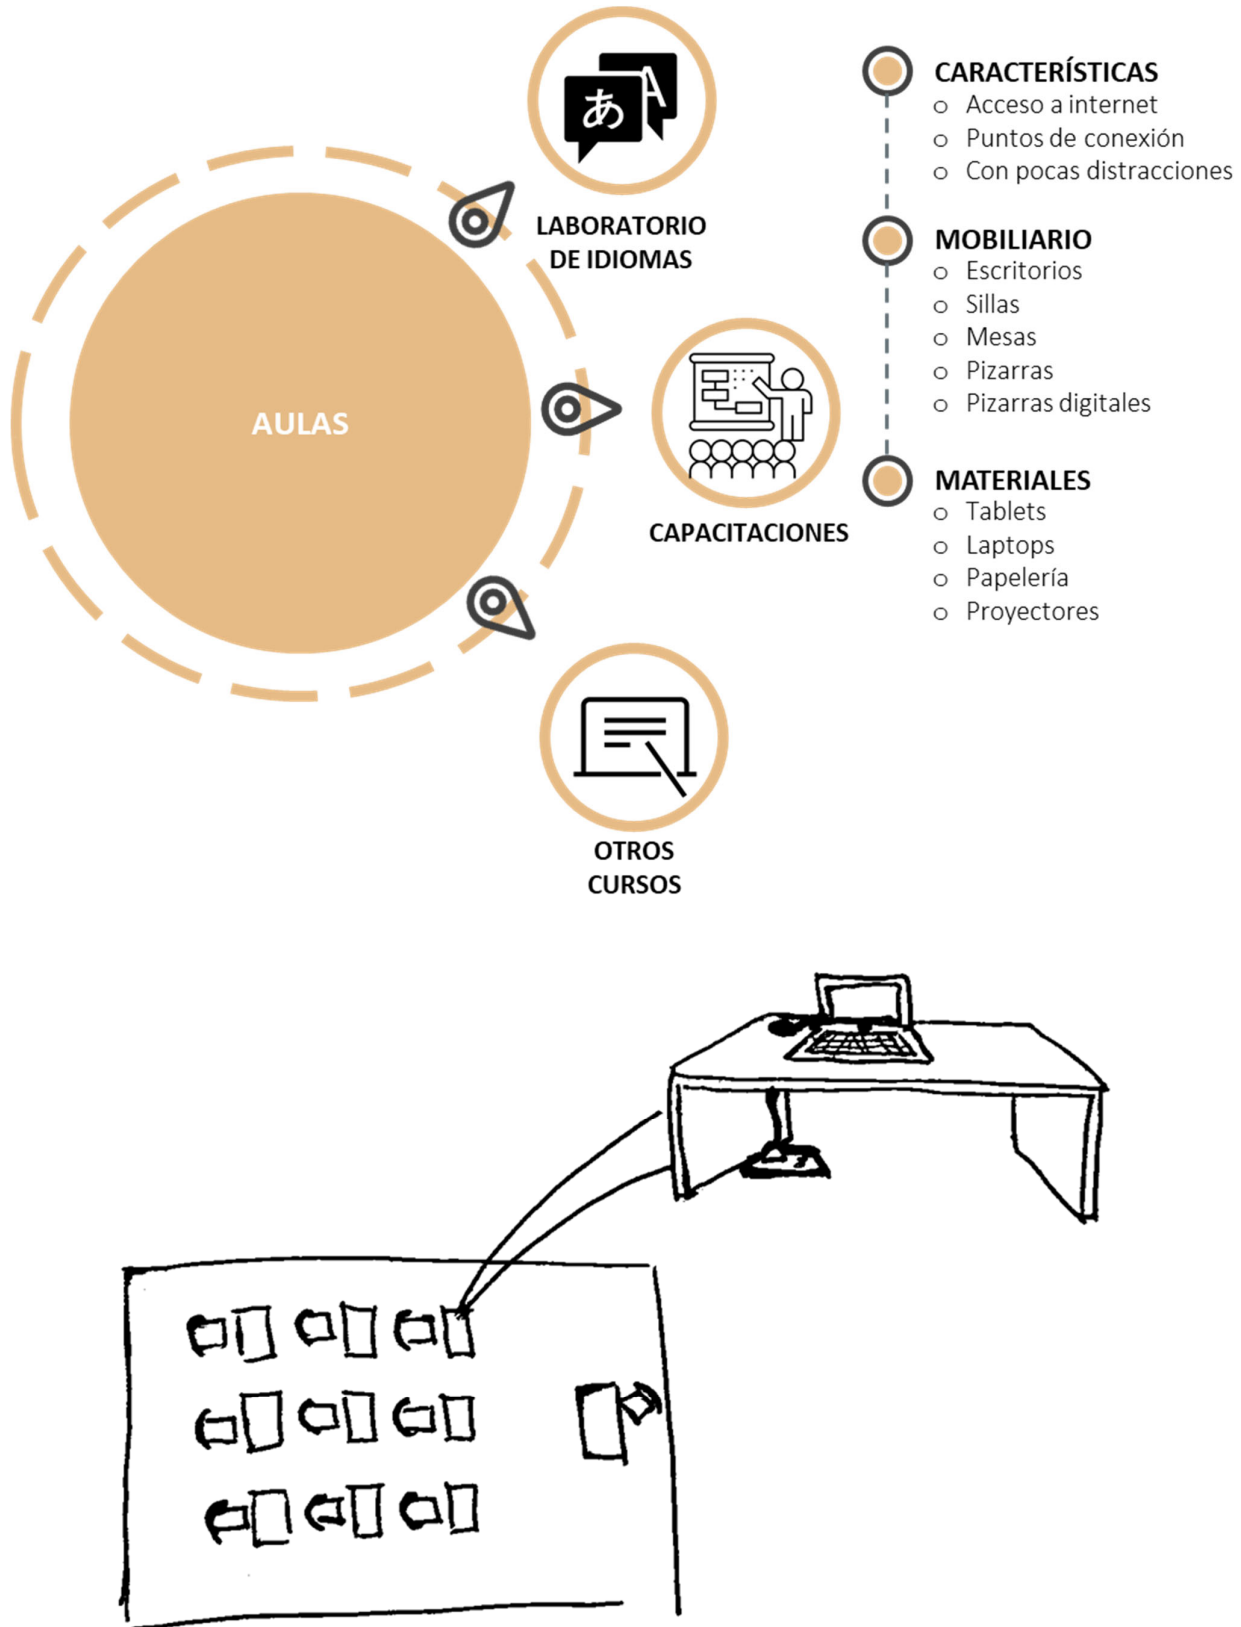 あ A
LABORATORIO
DE IDIOMAS
AULAS
CAPACITACIONES
OTROS
CURSOS
CARACTERÍSTICAS
o Acceso a internet
o Puntos de conexión
o Con pocas distracciones
MOBILIARIO
o Escritorios
o Sillas
o Mesas
o Pizarras
o Pizarras digitales
MATERIALES
o Tablets
o Laptops
o Papelería
o Proyectores